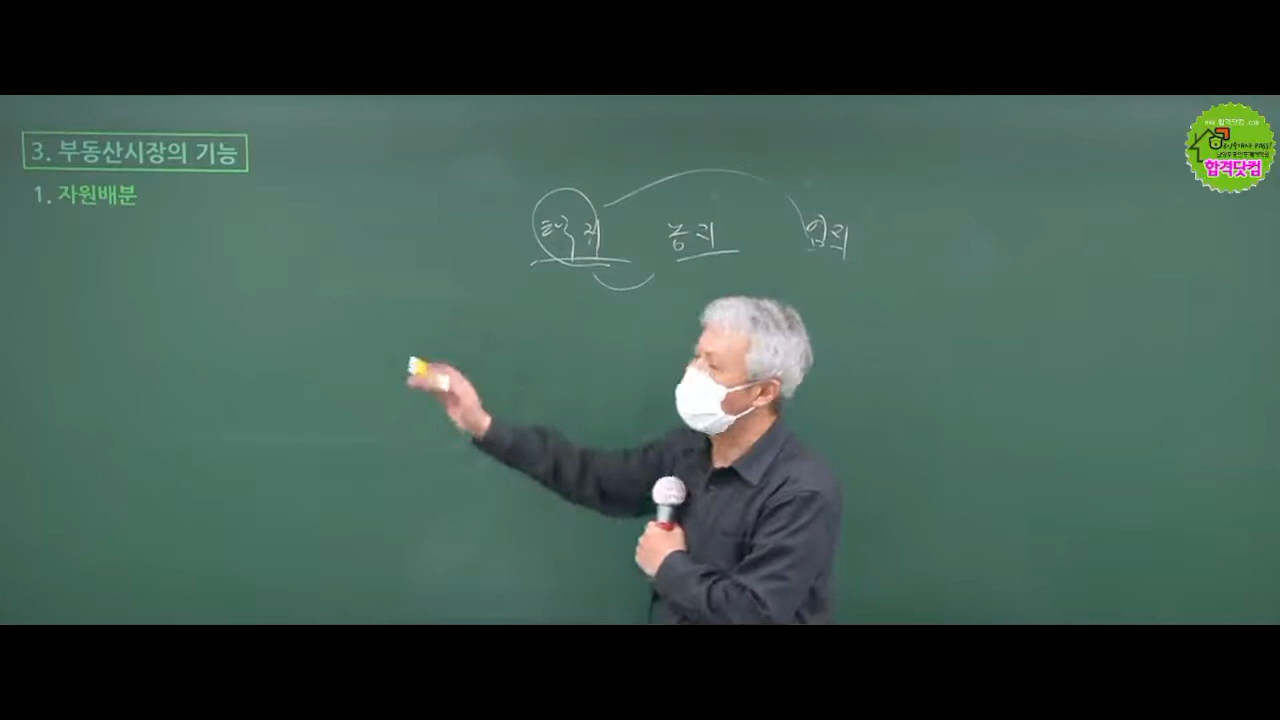 3. 부동산시장의 기능
1. 자원배분
택지 농지 임지
합격닷컴